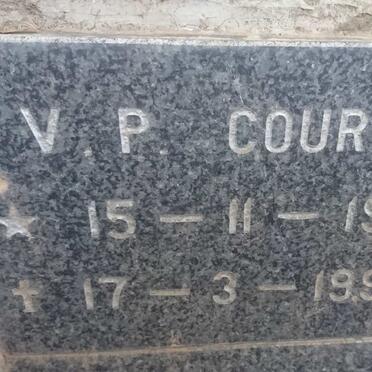 V. P. COUR
★ 15 – 11 – 19
✝ 17 – 3 – 199